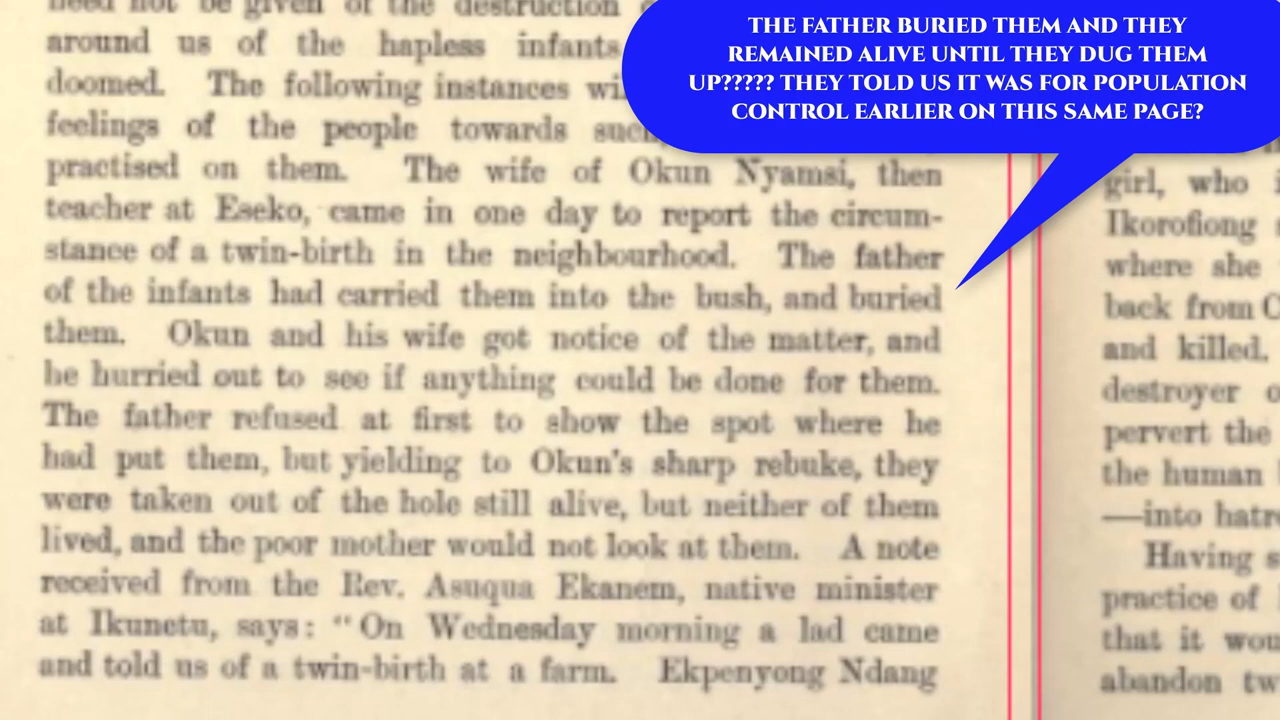 THE FATHER BURIED THEM AND THEY
REMAINED ALIVE UNTIL THEY DUG THEM
UP????? THEY TOLD US IT WAS FOR POPULATION
CONTROL EARLIER ON THIS SAME PAGE?
need not be given of the destruction
around us of the hapless infants
doomed. The following instances
feelings of the people towards
practised on them. The wife of Okun Nyamsi, then
teacher at Eseko, came in one day to report the circum-
stance of a twin-birth in the neighbourhood. The father
of the infants had carried them into the bush, and buried
them. Okun and his wife got notice of the matter, and
he hurried out to see if anything could be done for them.
The father refused at first to show the spot where he
had put them, but yielding to Okun's sharp rebuke, they
were taken out of the hole still alive, but neither of them
lived, and the poor mother would not look at them. A note
received from the Rev. Asuqua Ekanem, native minister
at Ikunetu, says: "On Wednesday morning a lad came
and told us of a twin-birth at a farm. Ekpenyong Ndang
girl, who
Ikorofiong
where she
back from
and killed.
destroyer
pervert the
the human
—into
Having
practice of
that it
abandon